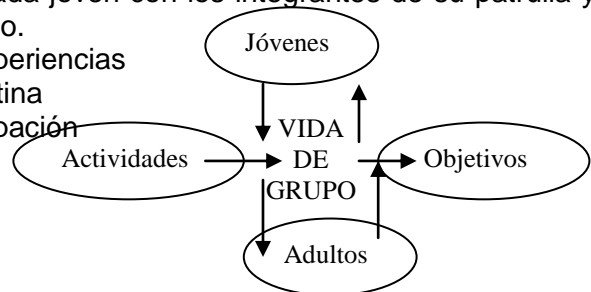 cada joven con los integrantes de su patrulla y
o.
periencias
tina
pación
Jóvenes
VIDA
Actividades DE Objetivos
GRUPO
Adultos